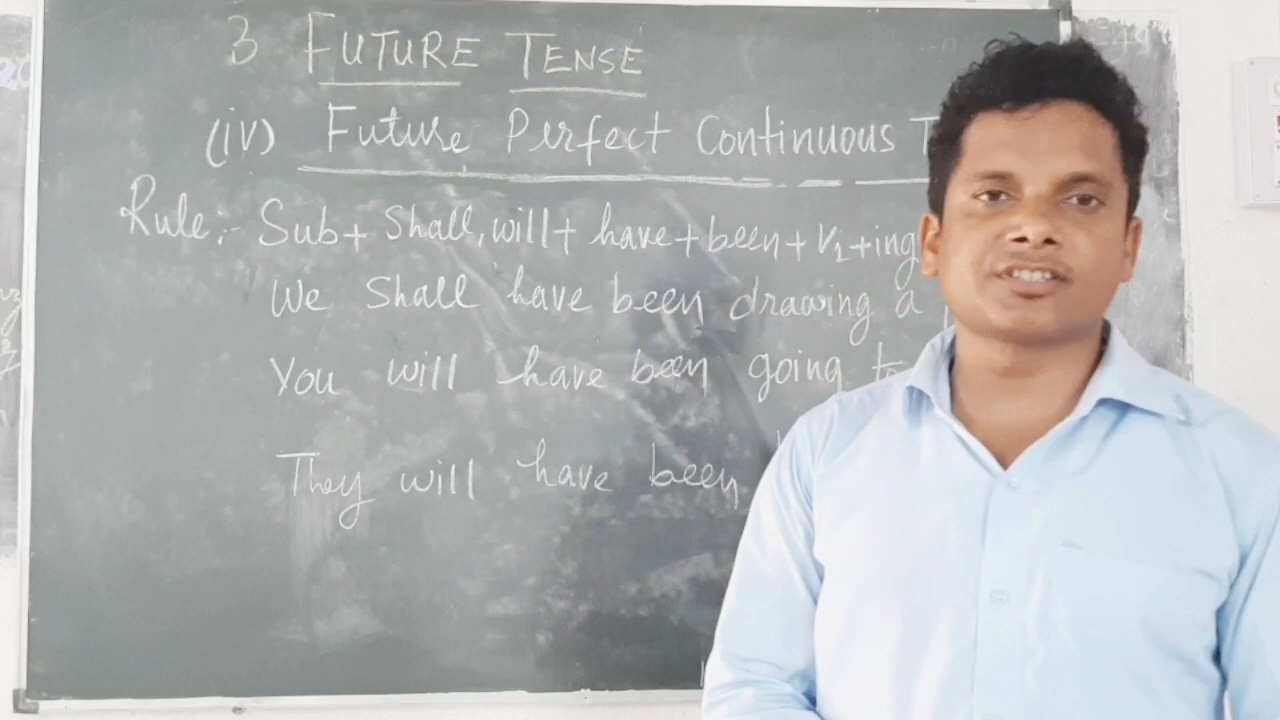 3 FUTURE TENSE
(iv) Future Perfect Continuous T
Rule:- Sub+ Shall, will+ have+been+V1+ing
We Shall have been drawing a
You will have been going to
They will have been